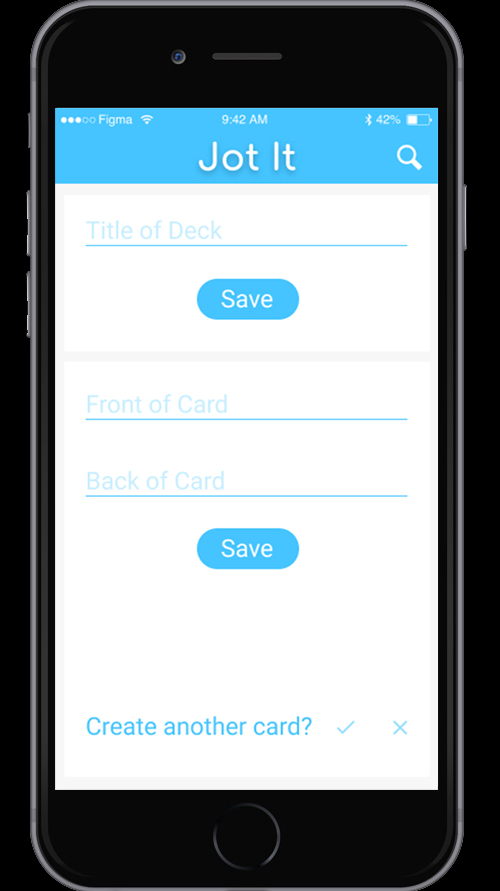 Figma 9:42 AM 42%
Jot It
Title of Deck
Save
Front of Card
Back of Card
Save
Create another card?